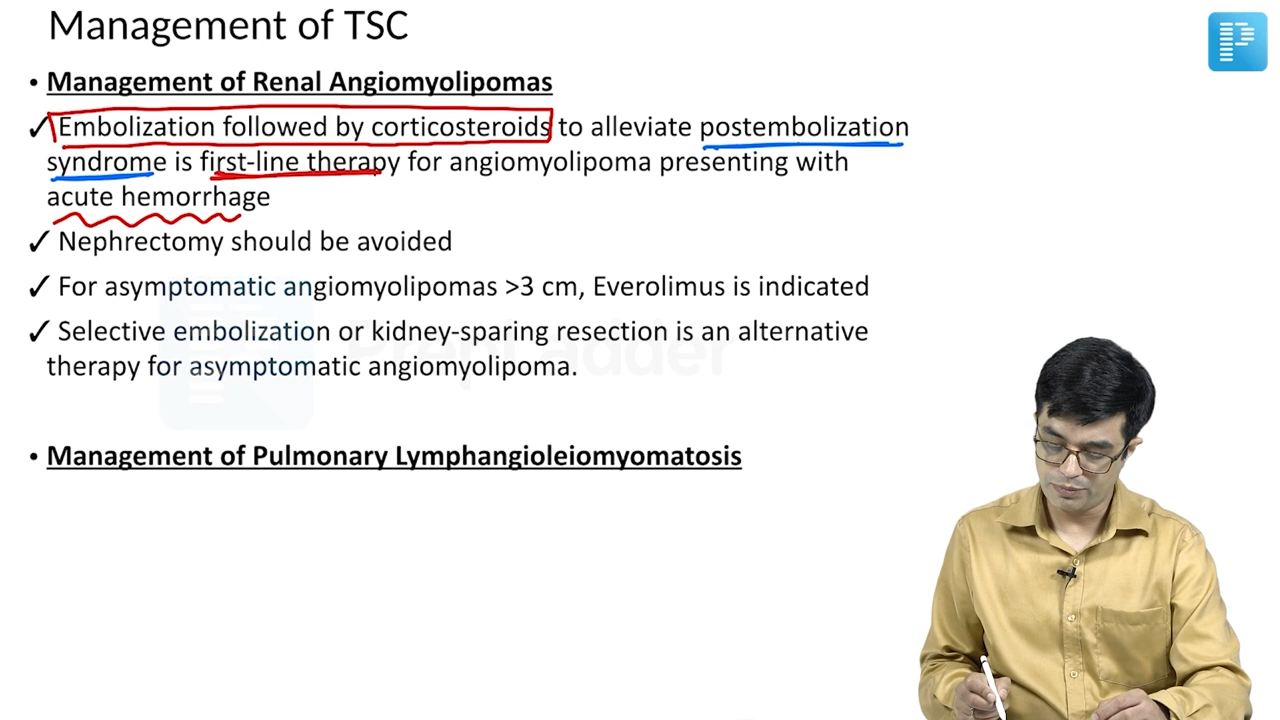 Management of TSC
• Management of Renal Angiomyolipomas
✓ Embolization followed by corticosteroids to alleviate postembolization
syndrome is first-line therapy for angiomyolipoma presenting with
acute hemorrhage
✓ Nephrectomy should be avoided
✓ For asymptomatic angiomyolipomas >3 cm, Everolimus is indicated
✓ Selective embolization or kidney-sparing resection is an alternative
therapy for asymptomatic angiomyolipoma.
PrepLadder
• Management of Pulmonary Lymphangioleiomyomatosis